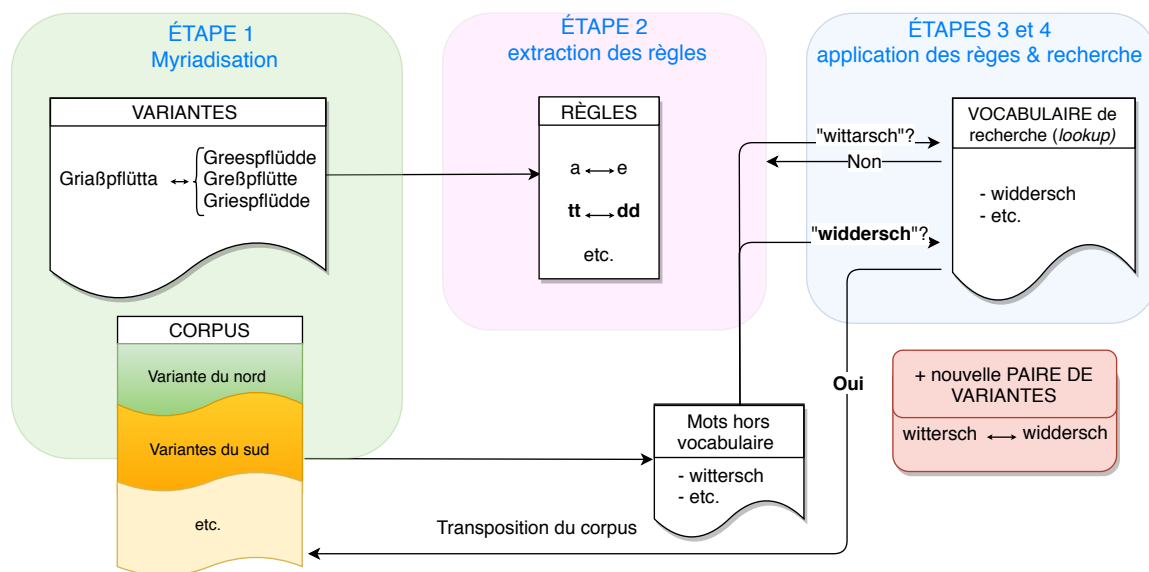 ÉTAPE 1
Myriadisation
VARIANTES
Griaßpflütta ↔ Greespflüdde
Greßpflütte
Griespflüdde
CORPUS
Variante du nord
Variantes du sud
etc.
ÉTAPE 2
extraction des règles
RÈGLES
a ↔ e
tt ↔ dd
etc.
ÉTAPES 3 et 4
application des règes & recherche
"wittarsch"?
Non
"widdersch"?
VOCABULAIRE de
recherche (lookup)
- widdersch
- etc.
Oui
Mots hors
vocabulaire
- wittersch
- etc.
Transposition du corpus
+ nouvelle PAIRE DE
VARIANTES
wittersch ↔ widdersch